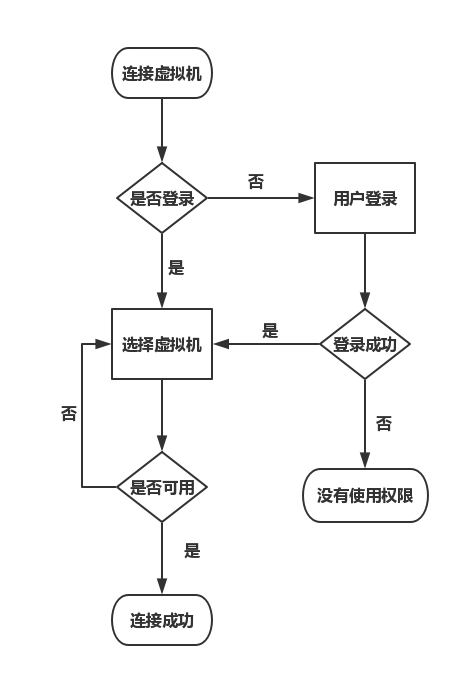 连接虚拟机
否
是否登录
用户登录
是
是
选择虚拟机
登录成功
否
否
是否可用
没有使用权限
是
连接成功